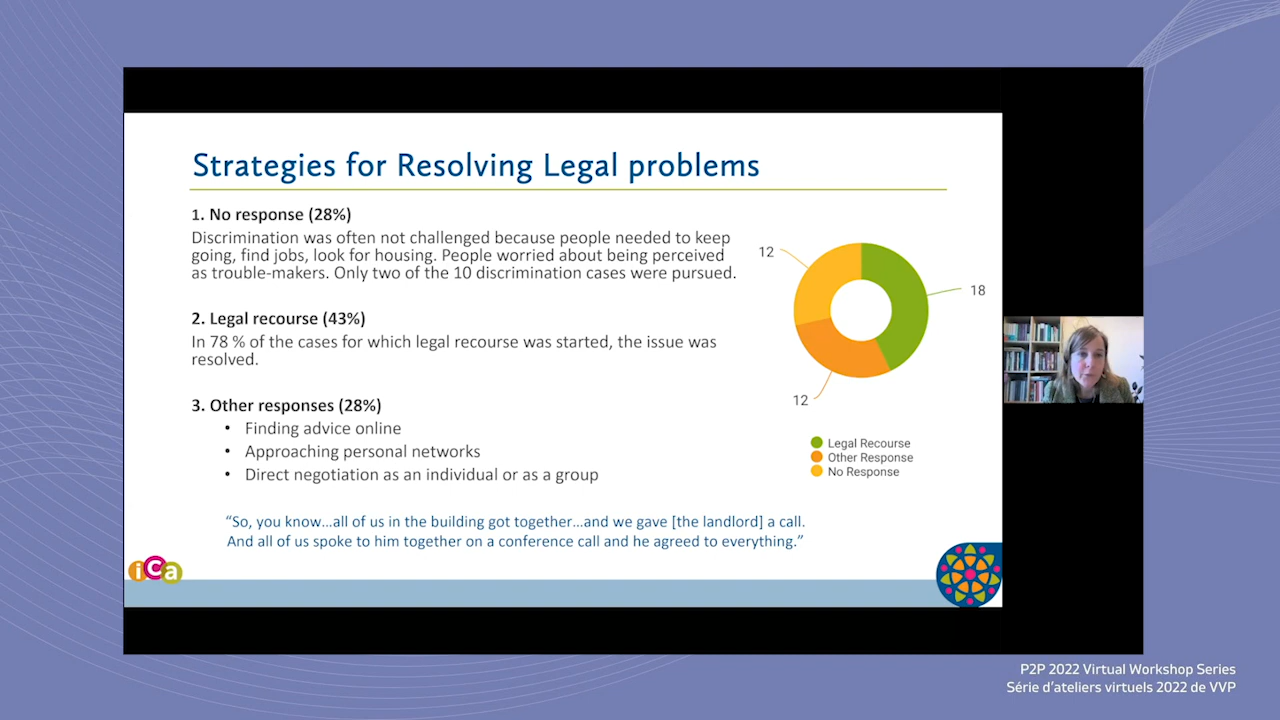 Strategies for Resolving Legal problems
1. No response (28%)
Discrimination was often not challenged because people needed to keep
going, find jobs, look for housing. People worried about being perceived
as trouble-makers. Only two of the 10 discrimination cases were pursued.
2. Legal recourse (43%)
In 78 % of the cases for which legal recourse was started, the issue was
resolved.
3. Other responses (28%)
• Finding advice online
• Approaching personal networks
• Direct negotiation as an individual or as a group
“So, you know…all of us in the building got together…and we gave [the landlord] a call.
And all of us spoke to him together on a conference call and he agreed to everything.”
12
18
12
Legal Recourse
Other Response
No Response
ica
P2P 2022 Virtual Workshop Series
Série d'ateliers virtuels 2022 de VVP